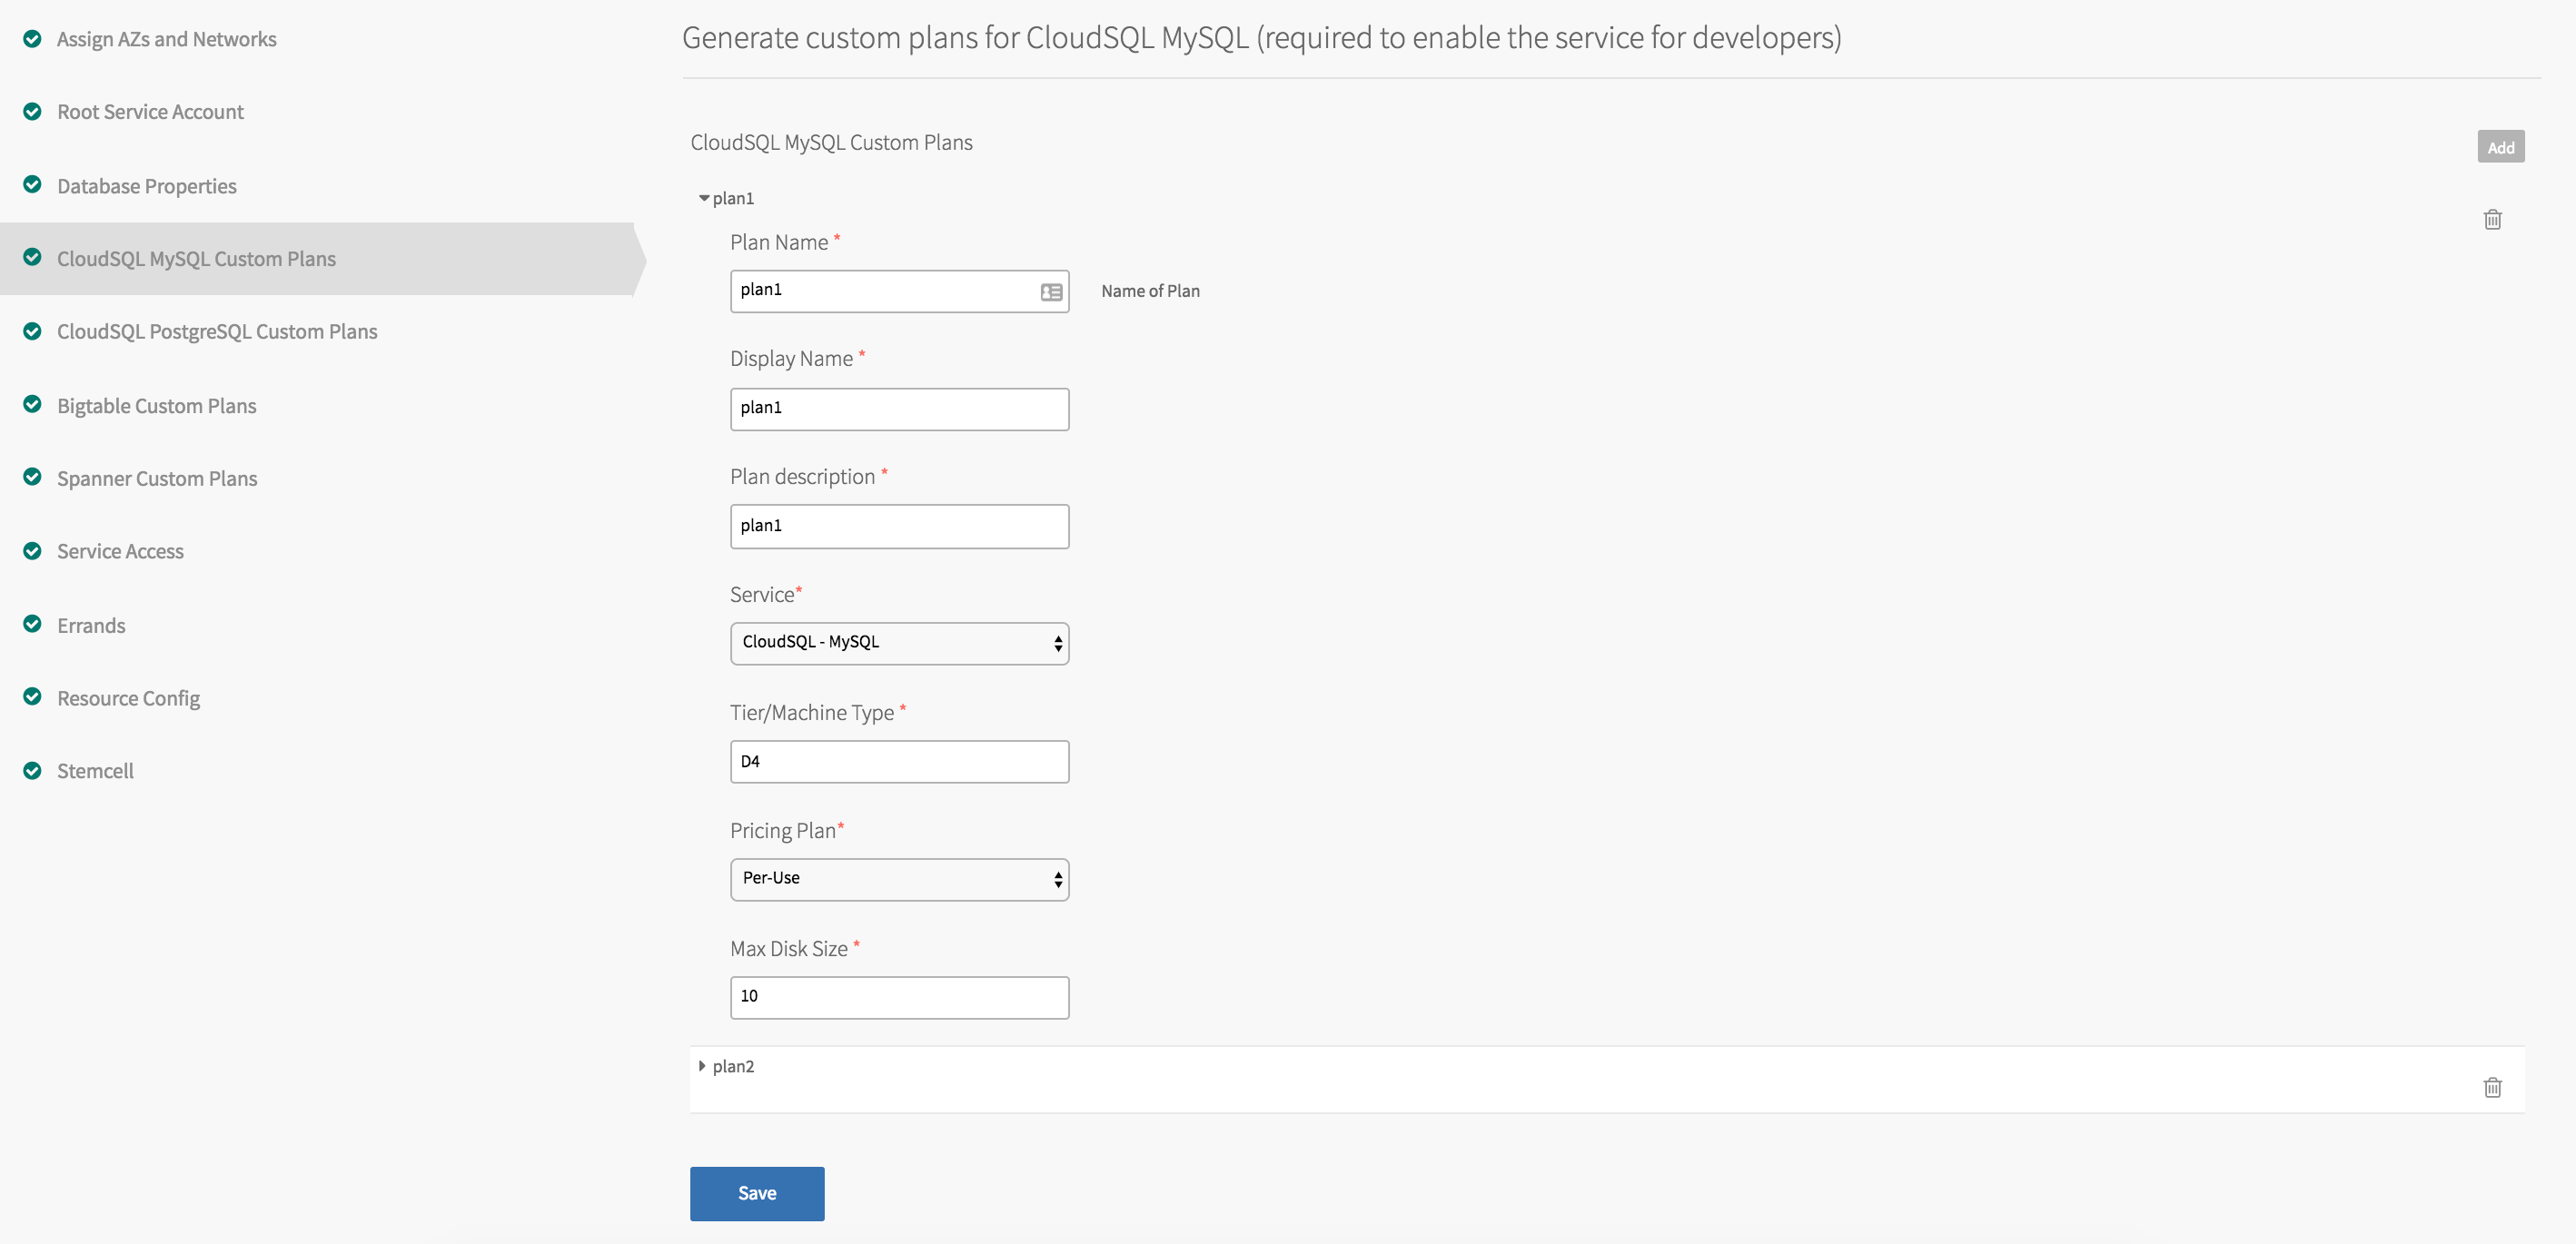 Assign AZs and Networks
Root Service Account
Database Properties
CloudSQL MySQL Custom Plans
CloudSQL PostgreSQL Custom Plans
Bigtable Custom Plans
Spanner Custom Plans
Service Access
Errands
Resource Config
Stemcell
Generate custom plans for CloudSQL MySQL (required to enable the service for developers)
CloudSQL MySQL Custom Plans
Add
plan1
Plan Name *
plan1
Name of Plan
Display Name *
plan1
Plan description *
plan1
Service*
CloudSQL - MySQL
Tier/Machine Type *
D4
Pricing Plan*
Per-Use
Max Disk Size *
10
plan2
Save